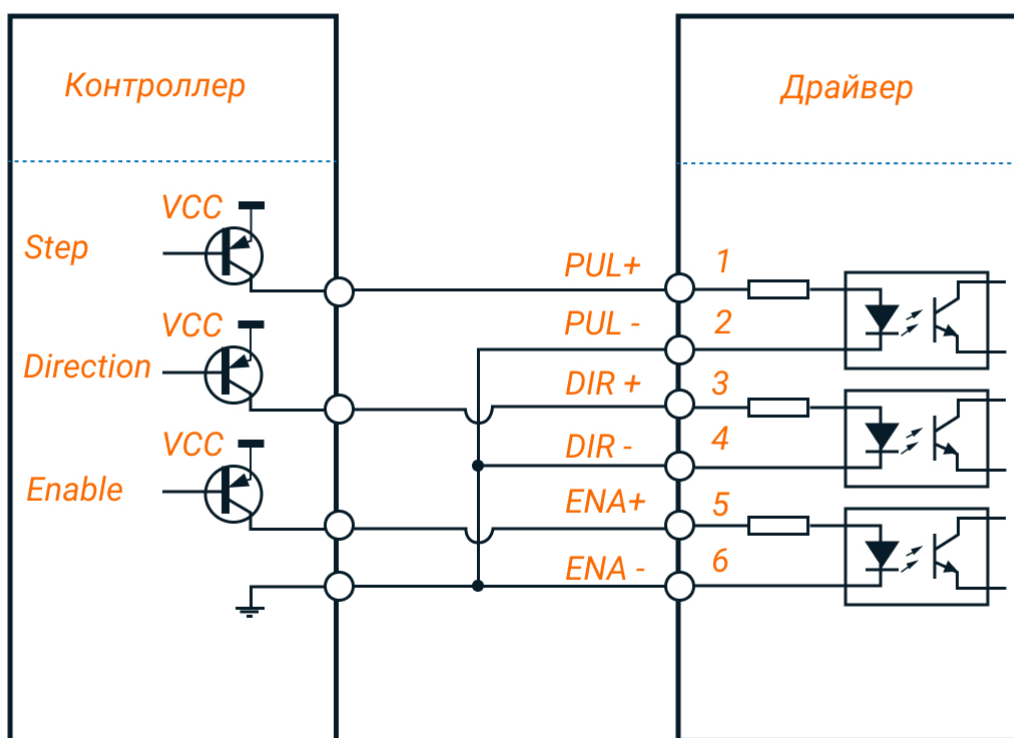 Контроллер
Драйвер
VCC
Step
PUL+
1
PUL -
2
VCC
Direction
DIR +
3
DIR -
4
VCC
Enable
ENA+
5
ENA -
6